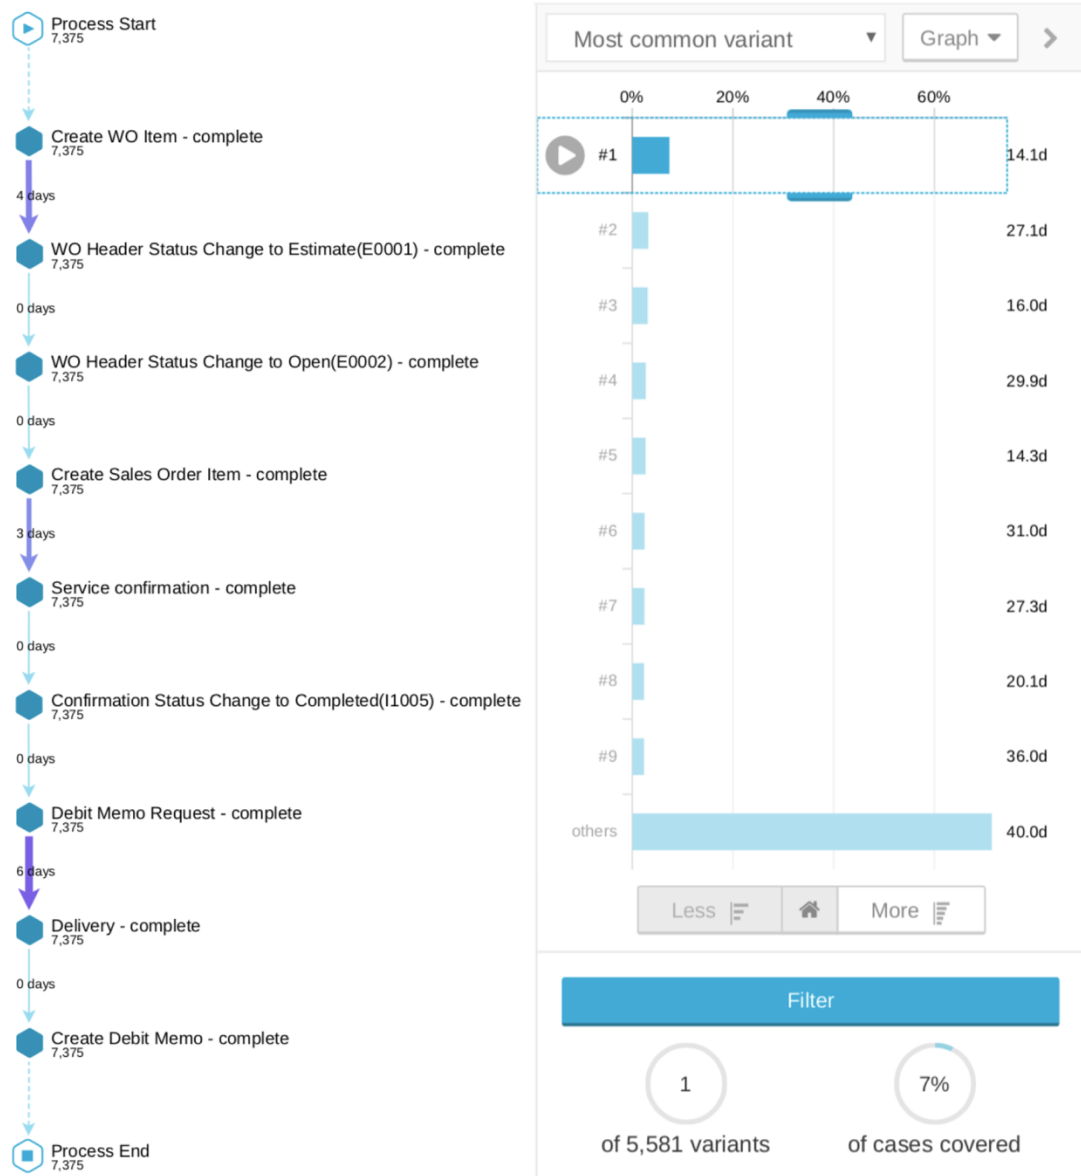 Process Start
7,375
Create WO Item - complete
7,375
4 days
WO Header Status Change to Estimate(E0001) - complete
7,375
0 days
WO Header Status Change to Open(E0002) - complete
7,375
0 days
Create Sales Order Item - complete
7,375
3 days
Service confirmation - complete
7,375
0 days
Confirmation Status Change to Completed(I1005) - complete
7,375
0 days
Debit Memo Request - complete
7,375
6 days
Delivery - complete
7,375
0 days
Create Debit Memo - complete
7,375
Process End
7,375
Most common variant
Graph
0% 20% 40% 60%
#1 14.1d
#2 27.1d
#3 16.0d
#4 29.9d
#5 14.3d
#6 31.0d
#7 27.3d
#8 20.1d
#9 36.0d
others 40.0d
Less More
Filter
1 7%
of 5,581 variants of cases covered